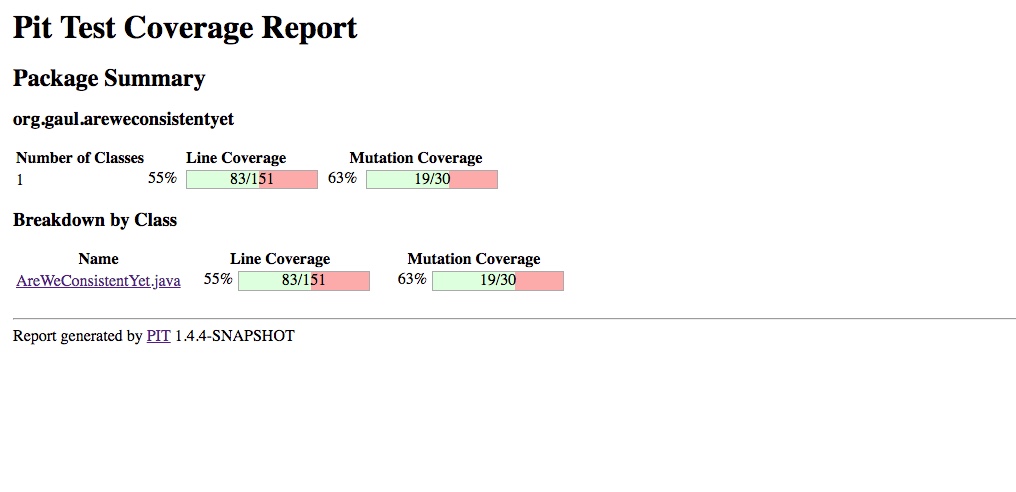 Pit Test Coverage Report
Package Summary
org.gaul.areweconsistentyet
Number of Classes Line Coverage Mutation Coverage
1 55% 83/151 63% 19/30
Breakdown by Class
Name Line Coverage Mutation Coverage
AreWeConsistentYet.java 55% 83/151 63% 19/30
Report generated by PIT 1.4.4-SNAPSHOT